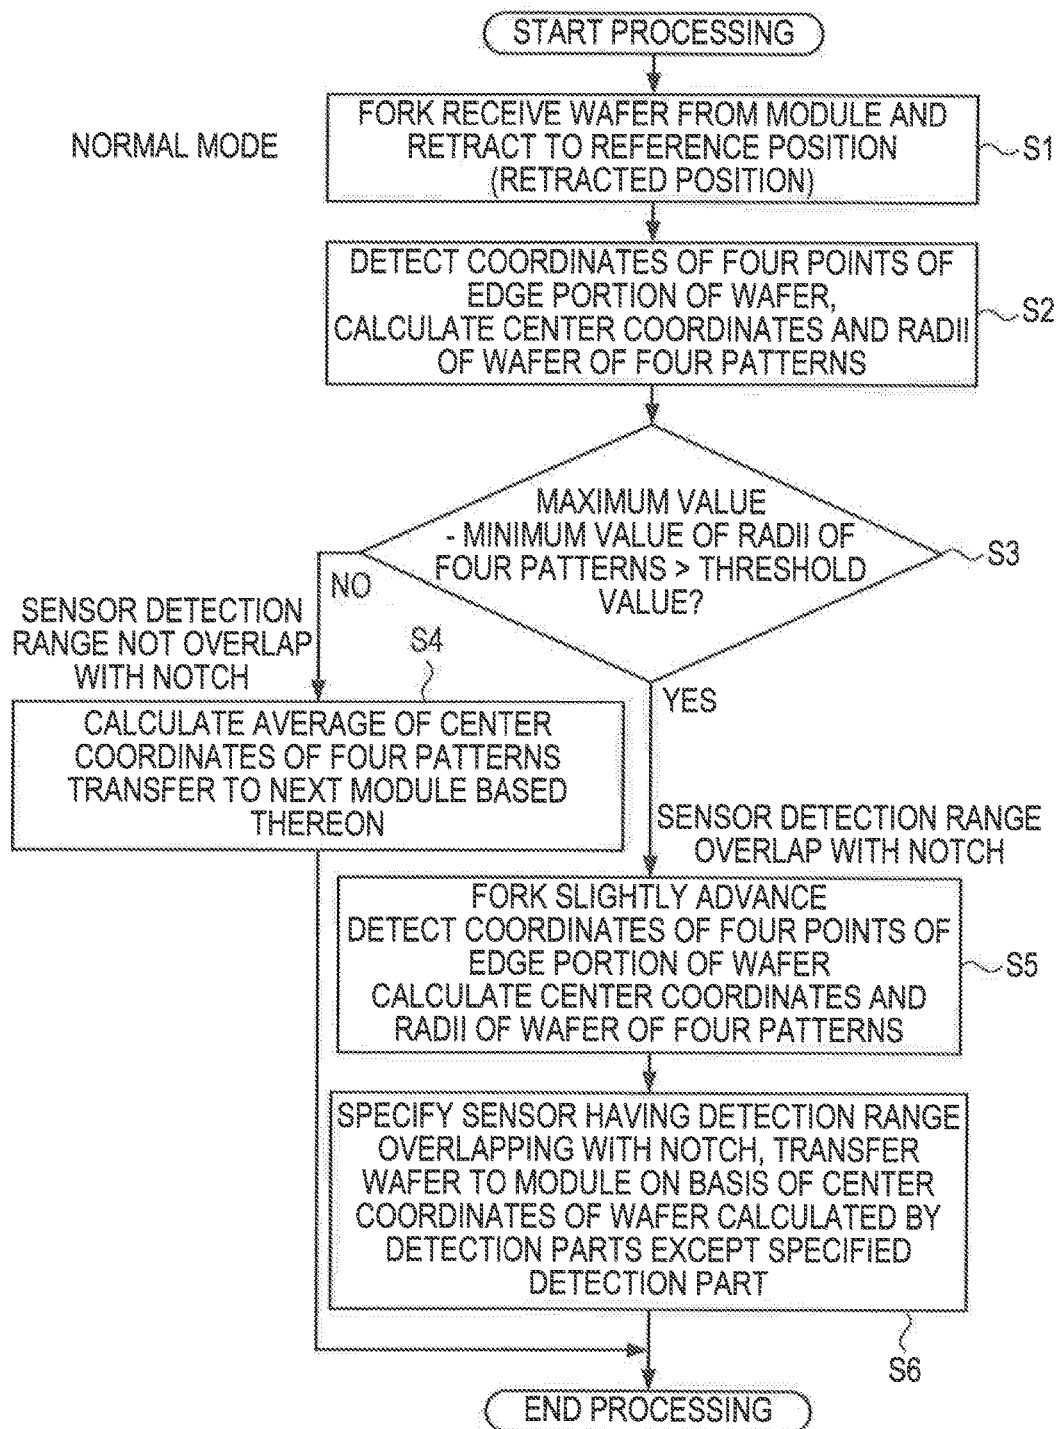 START PROCESSING
NORMAL MODE
FORK RECEIVE WAFER FROM MODULE AND
RETRACT TO REFERENCE POSITION
(RETRACTED POSITION)
S1
DETECT COORDINATES OF FOUR POINTS OF
EDGE PORTION OF WAFER,
CALCULATE CENTER COORDINATES AND RADII
OF WAFER OF FOUR PATTERNS
S2
MAXIMUM VALUE
- MINIMUM VALUE OF RADII OF
FOUR PATTERNS > THRESHOLD
VALUE?
S3
NO
SENSOR DETECTION
RANGE NOT OVERLAP
WITH NOTCH
S4
CALCULATE AVERAGE OF CENTER
COORDINATES OF FOUR PATTERNS
TRANSFER TO NEXT MODULE BASED
THEREON
YES
SENSOR DETECTION RANGE
OVERLAP WITH NOTCH
FORK SLIGHTLY ADVANCE
DETECT COORDINATES OF FOUR POINTS OF
EDGE PORTION OF WAFER
CALCULATE CENTER COORDINATES AND
RADII OF WAFER OF FOUR PATTERNS
S5
SPECIFY SENSOR HAVING DETECTION RANGE
OVERLAPPING WITH NOTCH, TRANSFER
WAFER TO MODULE ON BASIS OF CENTER
COORDINATES OF WAFER CALCULATED BY
DETECTION PARTS EXCEPT SPECIFIED
DETECTION PART
S6
END PROCESSING